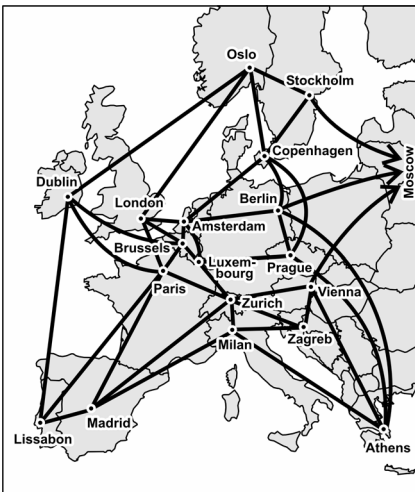 Oslo
Stockholm
Copenhagen
Moscow
Dublin
London
Berlin
Amsterdam
Brussels
Luxem-
bourg
Prague
Paris
Vienna
Zurich
Milan
Zagreb
Madrid
Lissabon
Athens